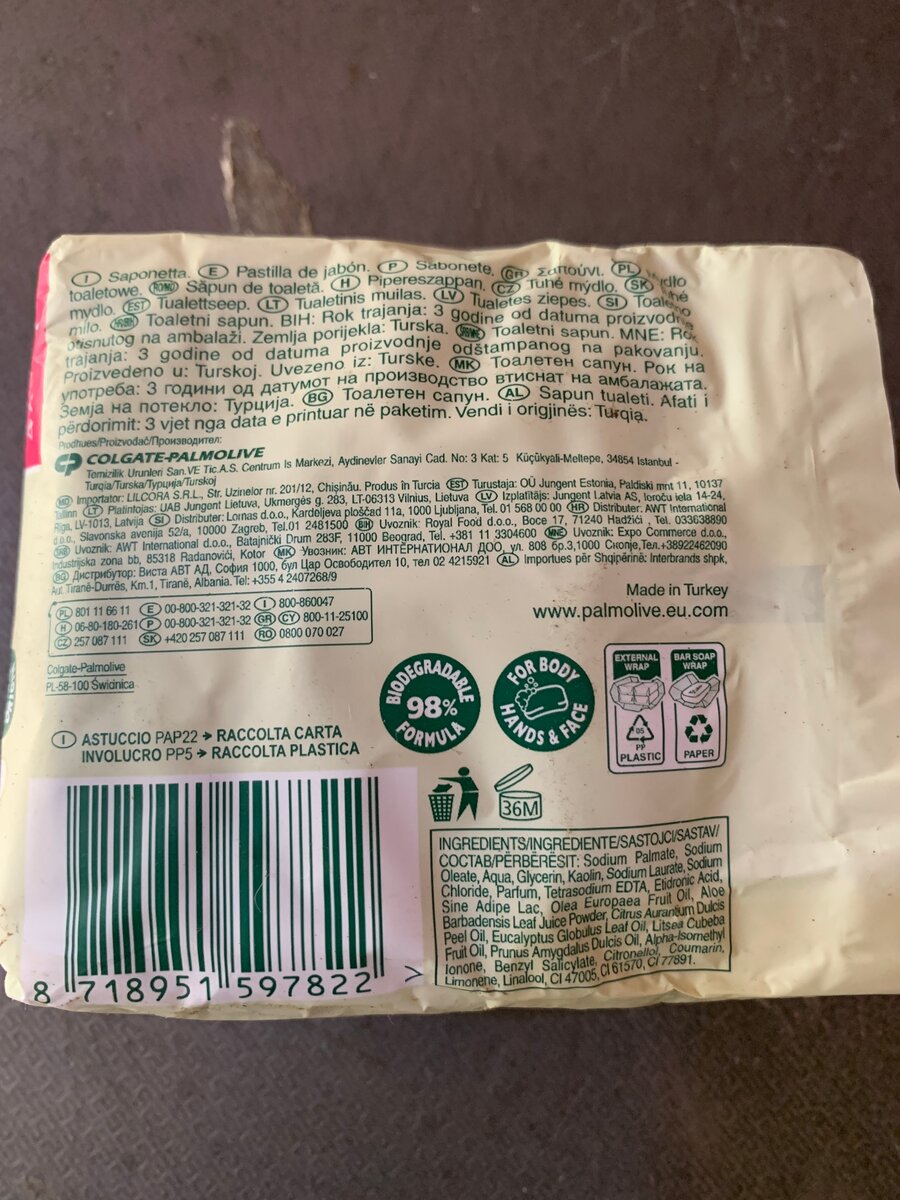 I Saponetta. E Pastilla de jabón. P Sabonete. GR Σαπούνι. PL Mydło
toaletowe. RO/MD Săpun de toaletă. H Pipereszappan. CZ Tuhé mýdlo. SK Tuhé
mydlo. EST Tualettseep. LT Tualetinis muilas. LV Tualetes ziepes. SI Toaletno
milo. HR/BIH Toaletni sapun. BIH: Rok trajanja: 3 godine od datuma proizvodnje
otisnutog na ambalaži. Zemlja porijekla: Turska. SRB/MNE Toaletni sapun. MNE: Rok
trajanja: 3 godine od datuma proizvodnje odštampanog na pakovanju.
Proizvedeno u: Turskoj. Uvezeno iz: Turske. MK Тоалетен сапун. Рок на
употреба: 3 години од датумот на производство втиснат на амбалажата.
Земја на потекло: Турција. BG Тоалетен сапун. AL Sapun tualeti. Afati i
përdorimit: 3 vjet nga data e printuar në paketim. Vendi i origjinës: Turqia.
Prodhues/Proizvođač/Производител:
CP COLGATE-PALMOLIVE
Temizilik Urunleri San.VE Tic.A.S. Centrum Is Markezi, Aydinevler Sanayi Cad. No: 3 Kat: 5 Küçükyali-Meltepe, 34854 Istanbul -
Turqia/Turska/Турция/Turskoj
MD Importator: LILCORA S.R.L., Str. Uzinelor nr. 201/12, Chișinău. Produs în Turcia EST Turustaja: OÜ Jungent Estonia, Paldiski mnt 11, 10137
Tallinn LT Platintojas: UAB Jungent Lietuva, Ukmergės g. 283, LT-06313 Vilnius, Lietuva LV Izplatītājs: Jungent Latvia AS, Ieroču iela 14-24,
Rīga, LV-1013, Latvija SI Distributer: Lornas d.o.o., Kardeljeva ploščad 11a, 1000 Ljubljana, Tel. 01 568 00 00 HR Distributer: AWT International
d.o.o., Slavonska avenija 52/a, 10000 Zagreb, Tel.01 2481500 BIH Uvoznik: Royal Food d.o.o., Boce 17, 71240 Hadžići , Tel. 033638890
SRB Uvoznik: AWT International d.o.o., Batajnički Drum 283F, 11000 Beograd, Tel. +381 11 3304600 MNE Uvoznik: Expo Commerce d.o.o.,
Industrijska zona bb, 85318 Radanovići, Kotor MK Увозник: АВТ ИНТЕРНАТИОНАЛ ДОО, ул. 808 бр.3,1000 Скопје,Тел.+38922462090
BG Дистрибутор: Виста АВТ АД, София 1000, бул Цар Освободител 10, тел 02 4215921 AL Importues për Shqipërinë: Interbrands shpk,
Aut.Tiranë-Durrës, Km.1, Tiranë, Albania. Tel: +355 4 2407268/9
Made in Turkey
www.palmolive.eu.com
PL 801 11 66 11 E 00-800-321-321-32 I 800-860047
H 06-80-180-261 P 00-800-321-321-32 GR CY 800-11-25100
CZ 257 087 111 SK +420 257 087 111 RO 0800 070 027
Colgate-Palmolive
PL-58-100 Świdnica
BIODEGRADABLE
98%
FORMULA
FOR BODY
HANDS & FACE
EXTERNAL WRAP
05
PP
PLASTIC
BAR SOAP WRAP
PAPER
I ASTUCCIO PAP22 → RACCOLTA CARTA
INVOLUCRO PP5 → RACCOLTA PLASTICA
36M
INGREDIENTS/INGREDIENTE/SASTOJCI/SASTAV/
СОСТАВ/PËRBËRËSIT: Sodium Palmate, Sodium
Oleate, Aqua, Glycerin, Kaolin, Sodium Laurate, Sodium
Chloride, Parfum, Tetrasodium EDTA, Etidronic Acid,
Sine Adipe Lac, Olea Europaea Fruit Oil, Aloe
Barbadensis Leaf Juice Powder, Citrus Aurantium Dulcis
Peel Oil, Eucalyptus Globulus Leaf Oil, Litsea Cubeba
Fruit Oil, Prunus Amygdalus Dulcis Oil, Alpha-Isomethyl
Ionone, Benzyl Salicylate, Citronellol, Coumarin,
Limonene, Linalool, CI 47005, CI 61570, CI 77891.
8 718951 597822 >